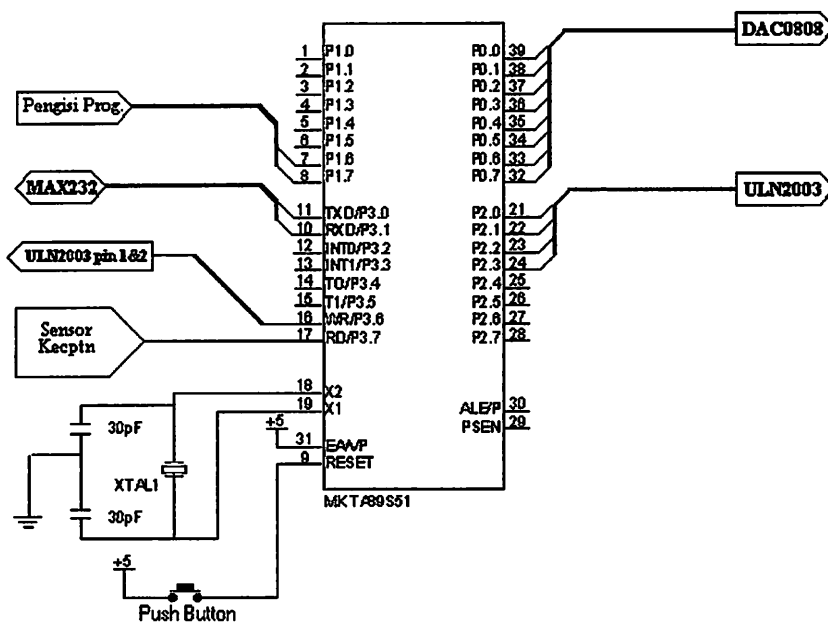 DAC0808
1 P1.0
2 P1.1
3 P1.2
4 P1.3
5 P1.4
6 P1.5
7 P1.6
8 P1.7
P0.0 39
P0.1 38
P0.2 37
P0.3 36
P0.4 35
P0.5 34
P0.6 33
P0.7 32
Pengisi Prog.
MAX232
ULN2003
11 TXD/P3.0
10 RXD/P3.1
12 INT0/P3.2
13 INT1/P3.3
14 T0/P3.4
15 T1/P3.5
16 WR/P3.6
17 RD/P3.7
P2.0 21
P2.1 22
P2.2 23
P2.3 24
P2.4 25
P2.5 26
P2.6 27
P2.7 28
ULN2003 pin 1&2
Sensor
Kecptn
18 X2
19 X1
ALE/P 30
PSEN 29
+5
31 EA/VP
9 RESET
30pF
XTAL1
30pF
MKTA89S51
+5
Push Button